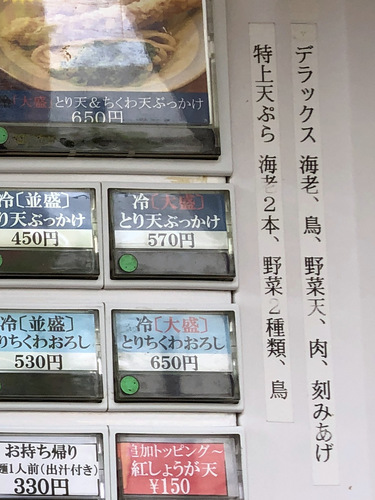 [大盛]とり天&ちくわ天ぶっかけ
650円
冷[並盛]
り天ぶっかけ
450円
冷[大盛]
とり天ぶっかけ
570円
冷[並盛]
りちくわおろし
530円
冷[大盛]
とりちくわおろし
650円
お持ち帰り
麺1人前(出汁付き)
330円
追加トッピング~
紅しょうが天
¥150
デラックス 海老、鳥、野菜天、肉、刻みあげ
特上天ぷら 海老2本、野菜2種類、鳥